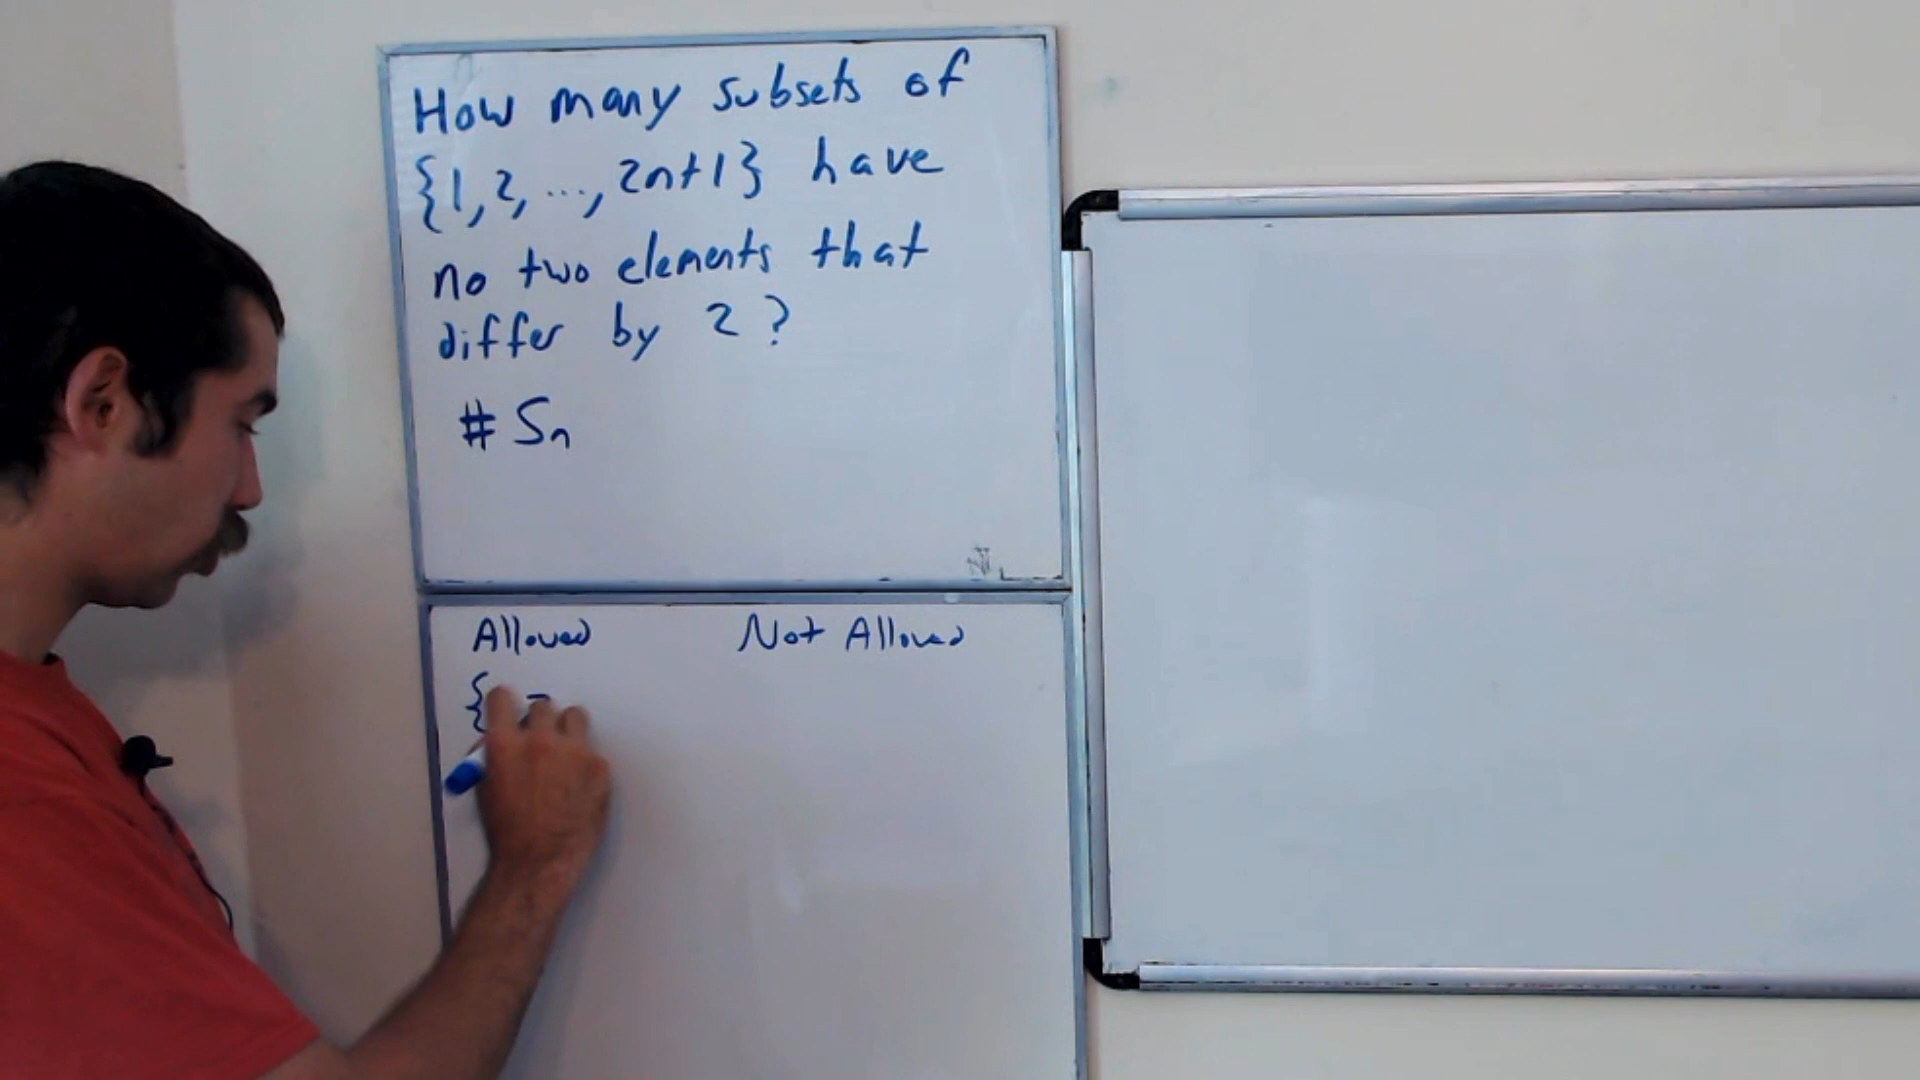 How many subsets of
{1, 2, ..., 2n+1} have
no two elements that
differ by 2?
# Sn
Allowed Not Allowed
{